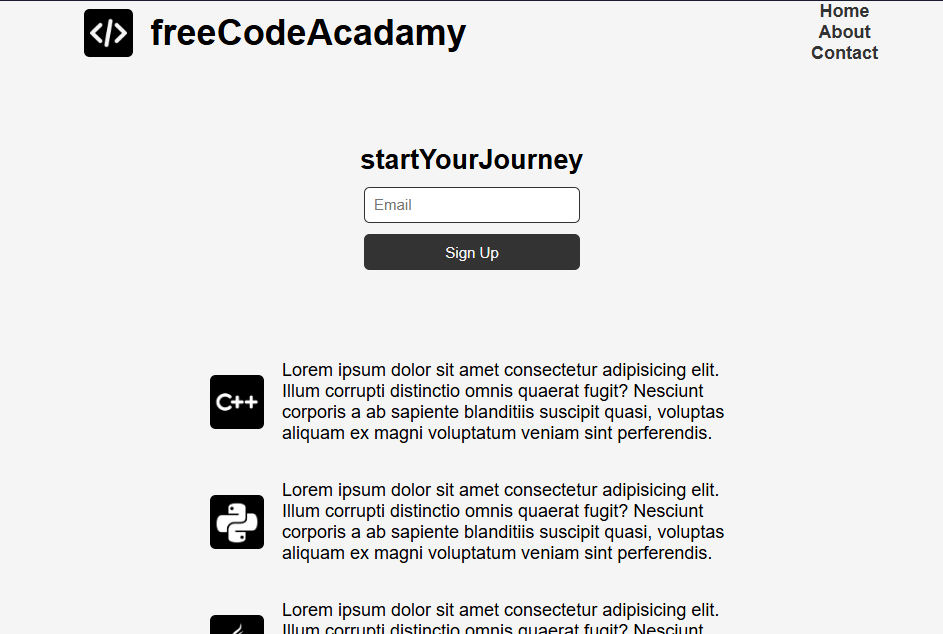 </>
freeCodeAcadamy
Home
About
Contact
startYourJourney
Email
Sign Up
C++
Lorem ipsum dolor sit amet consectetur adipisicing elit.
Illum corrupti distinctio omnis quaerat fugit? Nesciunt
corporis a ab sapiente blanditiis suscipit quasi, voluptas
aliquam ex magni voluptatum veniam sint perferendis.
Lorem ipsum dolor sit amet consectetur adipisicing elit.
Illum corrupti distinctio omnis quaerat fugit? Nesciunt
corporis a ab sapiente blanditiis suscipit quasi, voluptas
aliquam ex magni voluptatum veniam sint perferendis.
Lorem ipsum dolor sit amet consectetur adipisicing elit.
Illum corrupti distinctio omnis quaerat fugit? Nesciunt